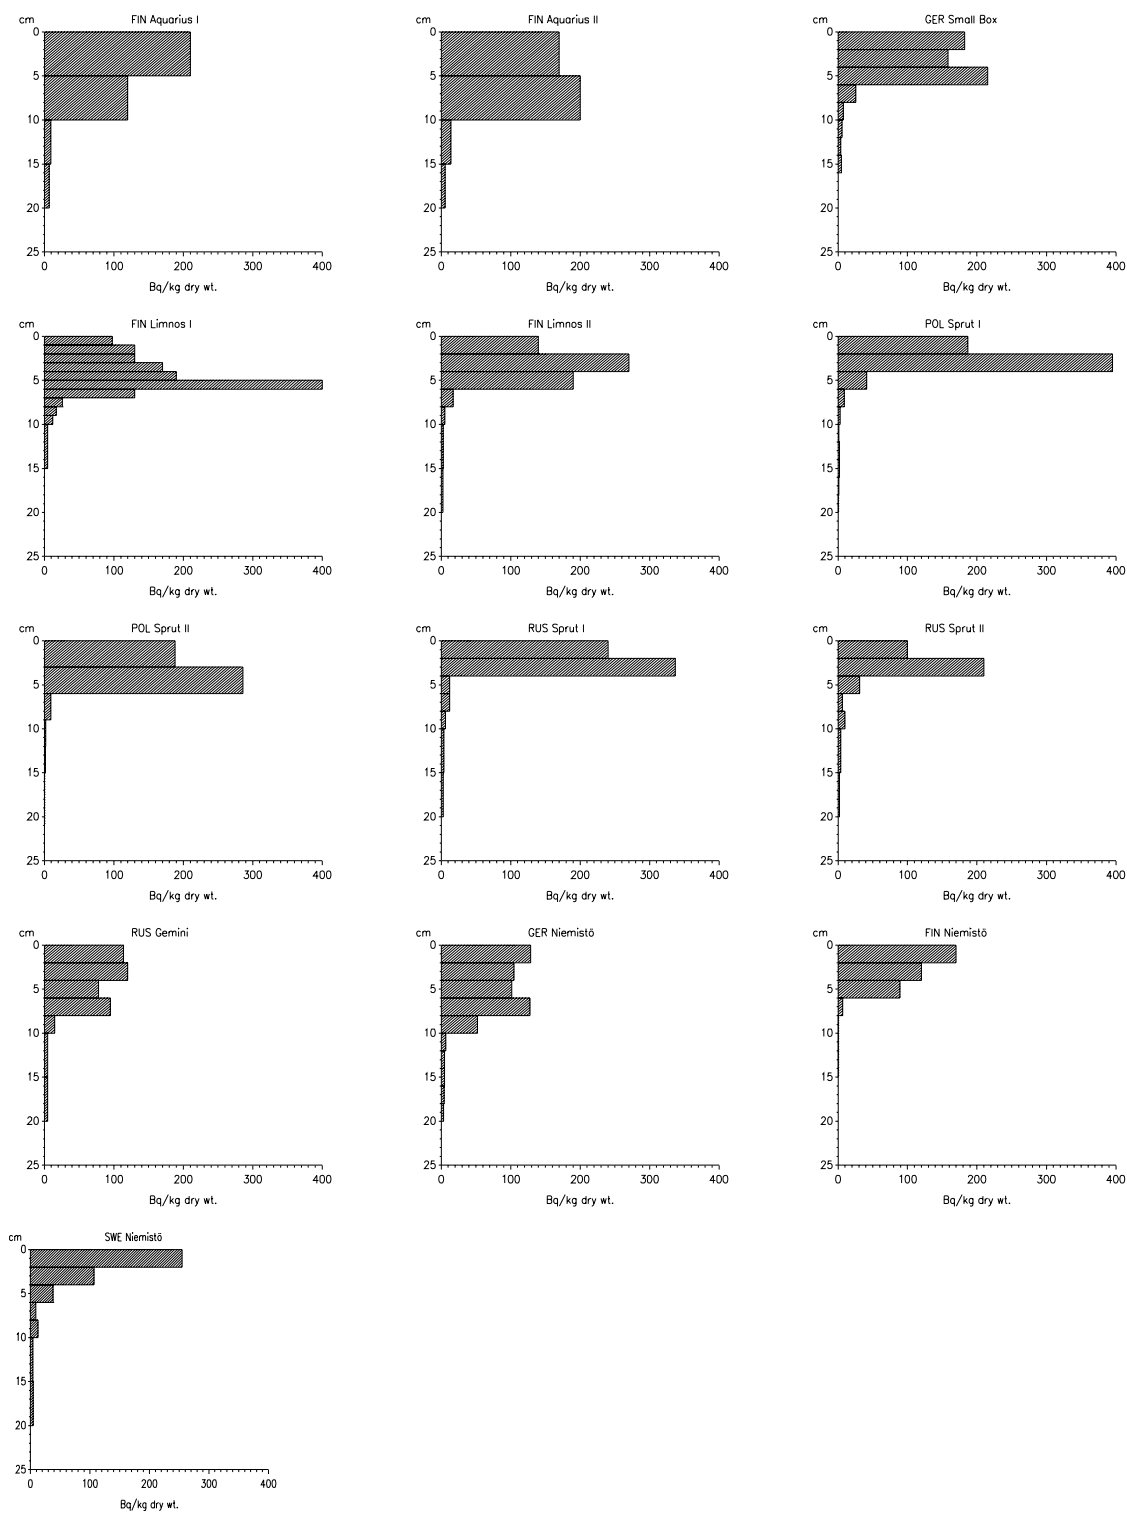 cm FIN Aquarius I
0
5
10
15
20
25
0 100 200 300 400
Bq/kg dry wt.
cm FIN Aquarius II
0
5
10
15
20
25
0 100 200 300 400
Bq/kg dry wt.
cm GER Small Box
0
5
10
15
20
25
0 100 200 300 400
Bq/kg dry wt.
cm FIN Limnos I
0
5
10
15
20
25
0 100 200 300 400
Bq/kg dry wt.
cm FIN Limnos II
0
5
10
15
20
25
0 100 200 300 400
Bq/kg dry wt.
cm POL Sprut I
0
5
10
15
20
25
0 100 200 300 400
Bq/kg dry wt.
cm POL Sprut II
0
5
10
15
20
25
0 100 200 300 400
Bq/kg dry wt.
cm RUS Sprut I
0
5
10
15
20
25
0 100 200 300 400
Bq/kg dry wt.
cm RUS Sprut II
0
5
10
15
20
25
0 100 200 300 400
Bq/kg dry wt.
cm RUS Gemini
0
5
10
15
20
25
0 100 200 300 400
Bq/kg dry wt.
cm GER Niemistö
0
5
10
15
20
25
0 100 200 300 400
Bq/kg dry wt.
cm FIN Niemistö
0
5
10
15
20
25
0 100 200 300 400
Bq/kg dry wt.
cm SWE Niemistö
0
5
10
15
20
25
0 100 200 300 400
Bq/kg dry wt.